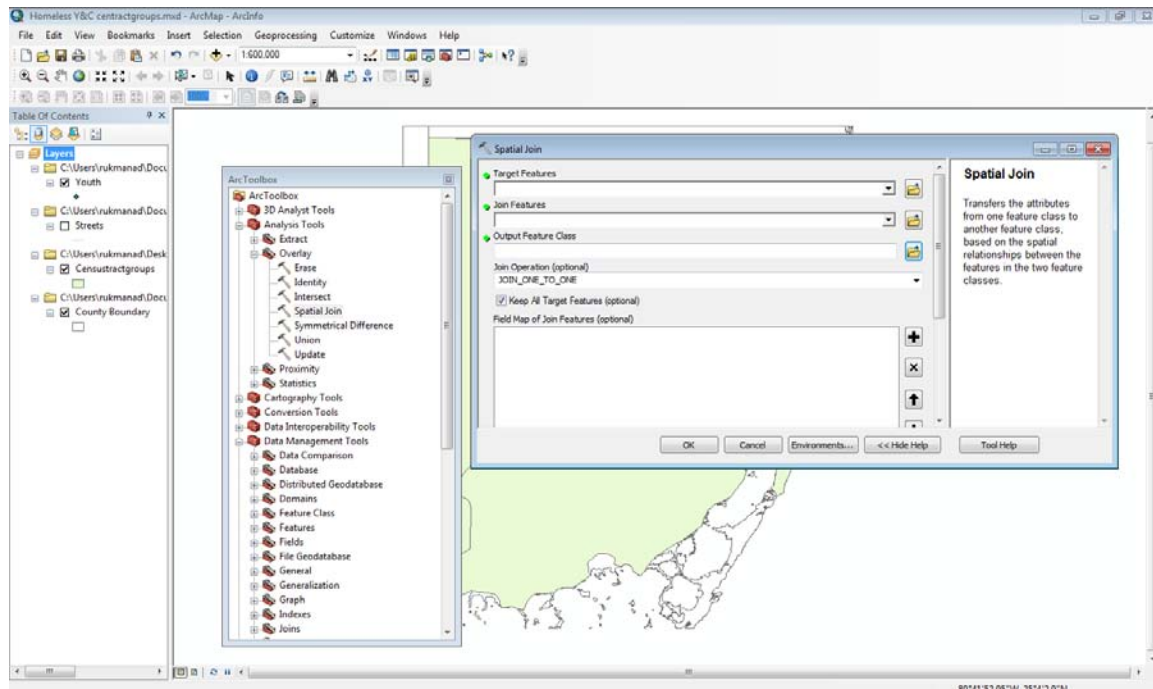 Homeless Y&C centractgroups.mxd - ArcMap - ArcInfo
File Edit View Bookmarks Insert Selection Geoprocessing Customize Windows Help
1:600,000
Table Of Contents
Layers
C:\Users\rukmanad\Docu
Youth
C:\Users\rukmanad\Docu
Streets
C:\Users\rukmanad\Desk
Censustractgroups
C:\Users\rukmanad\Docu
County Boundary
ArcToolbox
ArcToolbox
3D Analyst Tools
Analysis Tools
Extract
Overlay
Erase
Identity
Intersect
Spatial Join
Symmetrical Difference
Union
Update
Proximity
Statistics
Cartography Tools
Conversion Tools
Data Interoperability Tools
Data Management Tools
Data Comparison
Database
Distributed Geodatabase
Domains
Feature Class
Features
Fields
File Geodatabase
General
Generalization
Graph
Indexes
Joins
Spatial Join
Target Features
Join Features
Output Feature Class
Join Operation (optional)
JOIN_ONE_TO_ONE
Keep All Target Features (optional)
Field Map of Join Features (optional)
OK Cancel Environments... << Hide Help Tool Help
Spatial Join
Transfers the attributes
from one feature class to
another feature class,
based on the spatial
relationships between the
features in the two feature
classes.